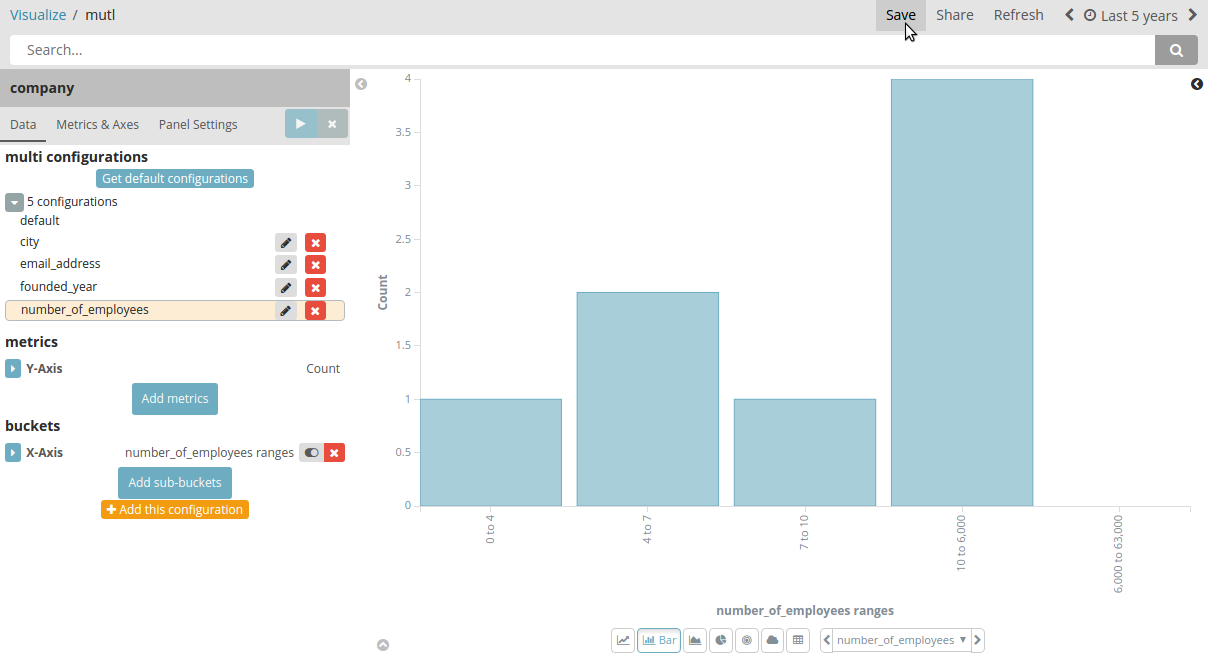 Visualize / mutl
Save Share Refresh Last 5 years
Search...
company
Data Metrics & Axes Panel Settings
multi configurations
Get default configurations
5 configurations
default
city
email_address
founded_year
number_of_employees
metrics
Y-Axis Count
Add metrics
buckets
X-Axis number_of_employees ranges
Add sub-buckets
Add this configuration
4
3.5
3
2.5
2
1.5
1
0.5
0
Count
0 to 4
4 to 7
7 to 10
10 to 6,000
6,000 to 63,000
number_of_employees ranges
Bar
number_of_employees